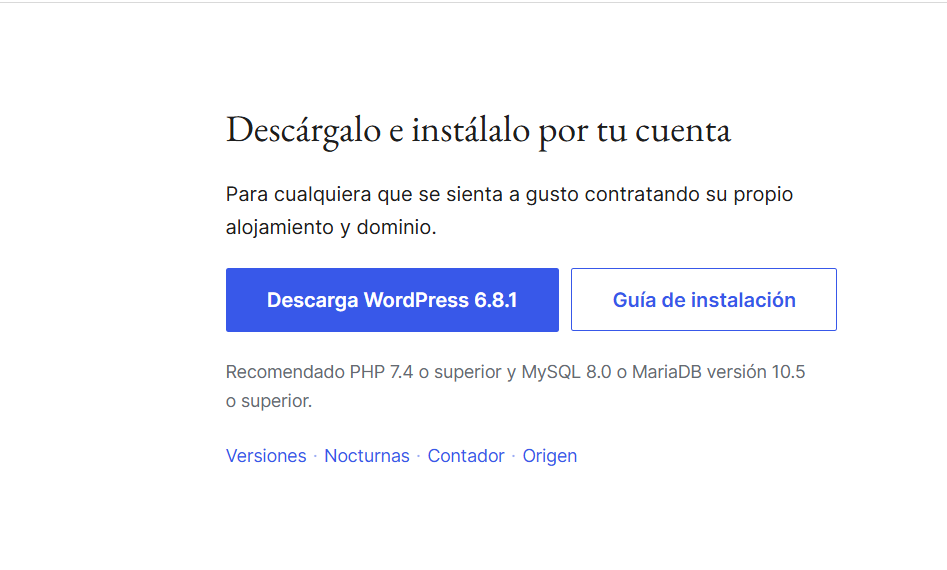 Descárgalo e instálalo por tu cuenta
Para cualquiera que se sienta a gusto contratando su propio
alojamiento y dominio.
Descarga WordPress 6.8.1
Guía de instalación
Recomendado PHP 7.4 o superior y MySQL 8.0 o MariaDB versión 10.5
o superior.
Versiones · Nocturnas · Contador · Origen